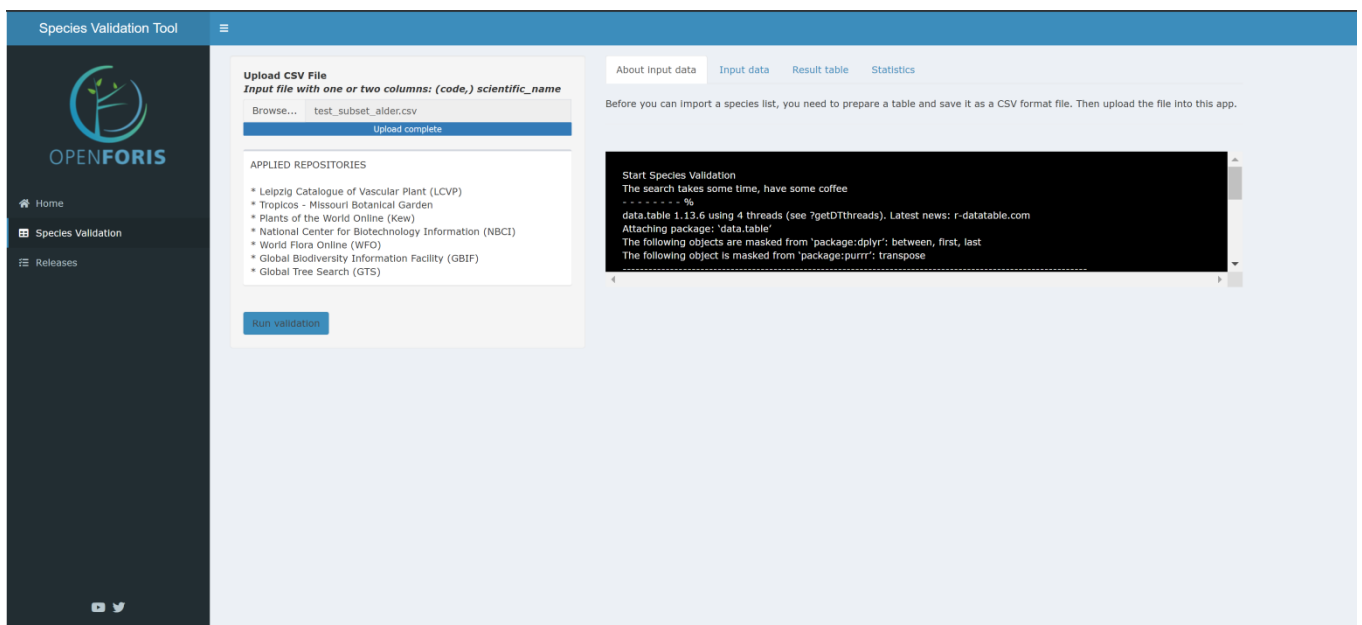 Species Validation Tool
OPENFORIS
Home
Species Validation
Releases
Upload CSV File
Input file with one or two columns: (code,) scientific_name
Browse... test_subset_alder.csv
Upload complete
APPLIED REPOSITORIES
* Leipzig Catalogue of Vascular Plant (LCVP)
* Tropicos - Missouri Botanical Garden
* Plants of the World Online (Kew)
* National Center for Biotechnology Information (NBCI)
* World Flora Online (WFO)
* Global Biodiversity Information Facility (GBIF)
* Global Tree Search (GTS)
Run validation
About input data Input data Result table Statistics
Before you can import a species list, you need to prepare a table and save it as a CSV format file. Then upload the file into this app.
Start Species Validation
The search takes some time, have some coffee
- - - - - - - - %
data.table 1.13.6 using 4 threads (see ?getDTthreads). Latest news: r-datatable.com
Attaching package: ‘data.table’
The following objects are masked from ‘package:dplyr’: between, first, last
The following object is masked from ‘package:purrr’: transpose